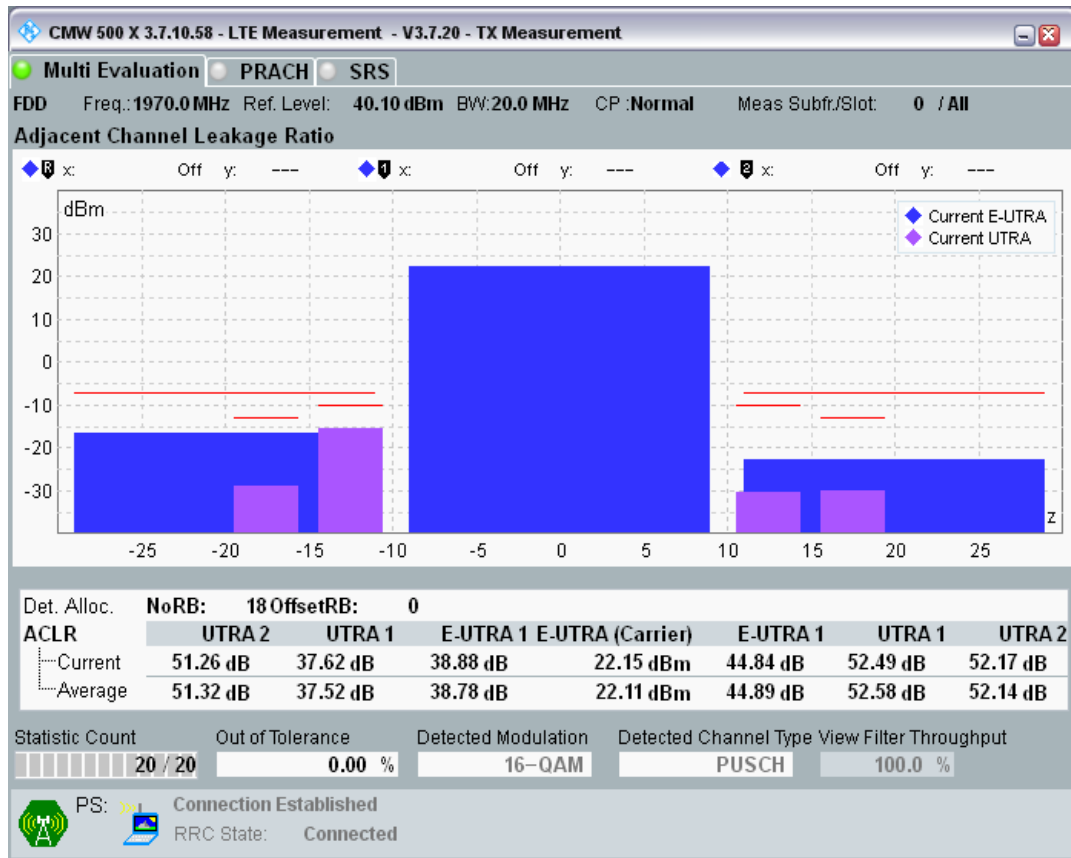 CMW 500 X 3.7.10.58 - LTE Measurement - V3.7.20 - TX Measurement
Multi Evaluation PRACH SRS
FDD Freq.:1970.0 MHz Ref. Level: 40.10 dBm BW:20.0 MHz CP :Normal Meas Subfr./Slot: 0 / All
Adjacent Channel Leakage Ratio
R x: Off y: --- 1 x: Off y: --- 2 x: Off y: ---
dBm
Current E-UTRA
Current UTRA
30
20
10
0
-10
-20
-30
z
-25 -20 -15 -10 -5 0 5 10 15 20 25
Det. Alloc. NoRB: 18 OffsetRB: 0
ACLR UTRA 2 UTRA 1 E-UTRA 1 E-UTRA (Carrier) E-UTRA 1 UTRA 1 UTRA 2
Current 51.26 dB 37.62 dB 38.88 dB 22.15 dBm 44.84 dB 52.49 dB 52.17 dB
Average 51.32 dB 37.52 dB 38.78 dB 22.11 dBm 44.89 dB 52.58 dB 52.14 dB
Statistic Count Out of Tolerance Detected Modulation Detected Channel Type View Filter Throughput
20 / 20 0.00 % 16-QAM PUSCH 100.0 %
PS: Connection Established
RRC State: Connected